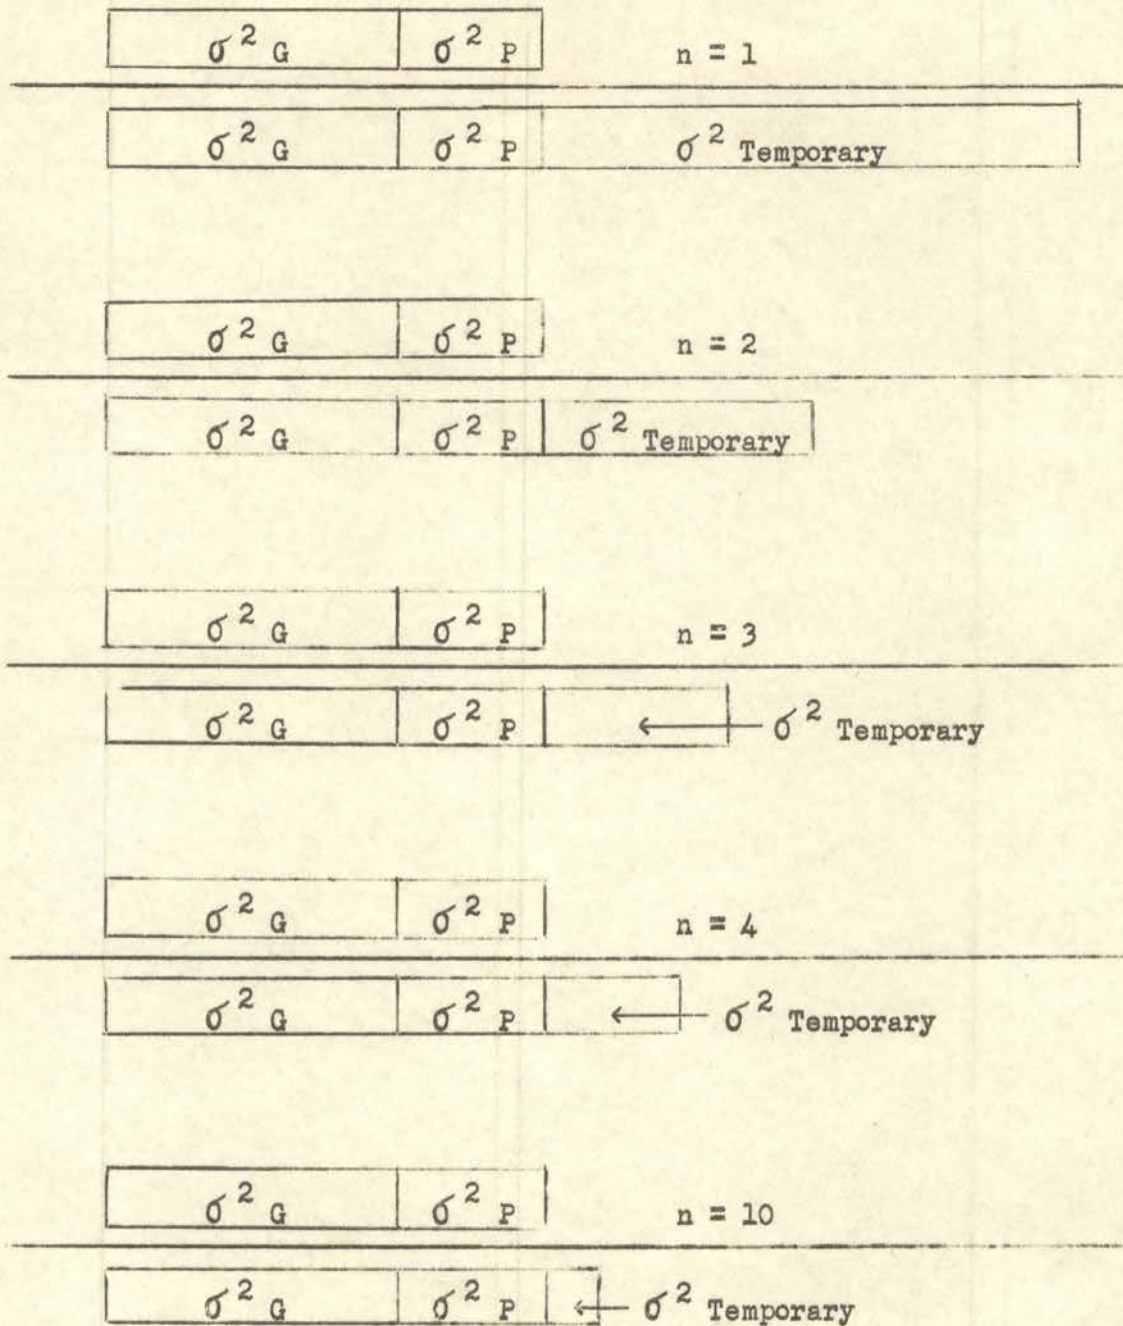 σ² G σ² P n = 1
σ² G σ² P σ² Temporary
σ² G σ² P n = 2
σ² G σ² P σ² Temporary
σ² G σ² P n = 3
σ² G σ² P ← σ² Temporary
σ² G σ² P n = 4
σ² G σ² P ← σ² Temporary
σ² G σ² P n = 10
σ² G σ² P ← σ² Temporary